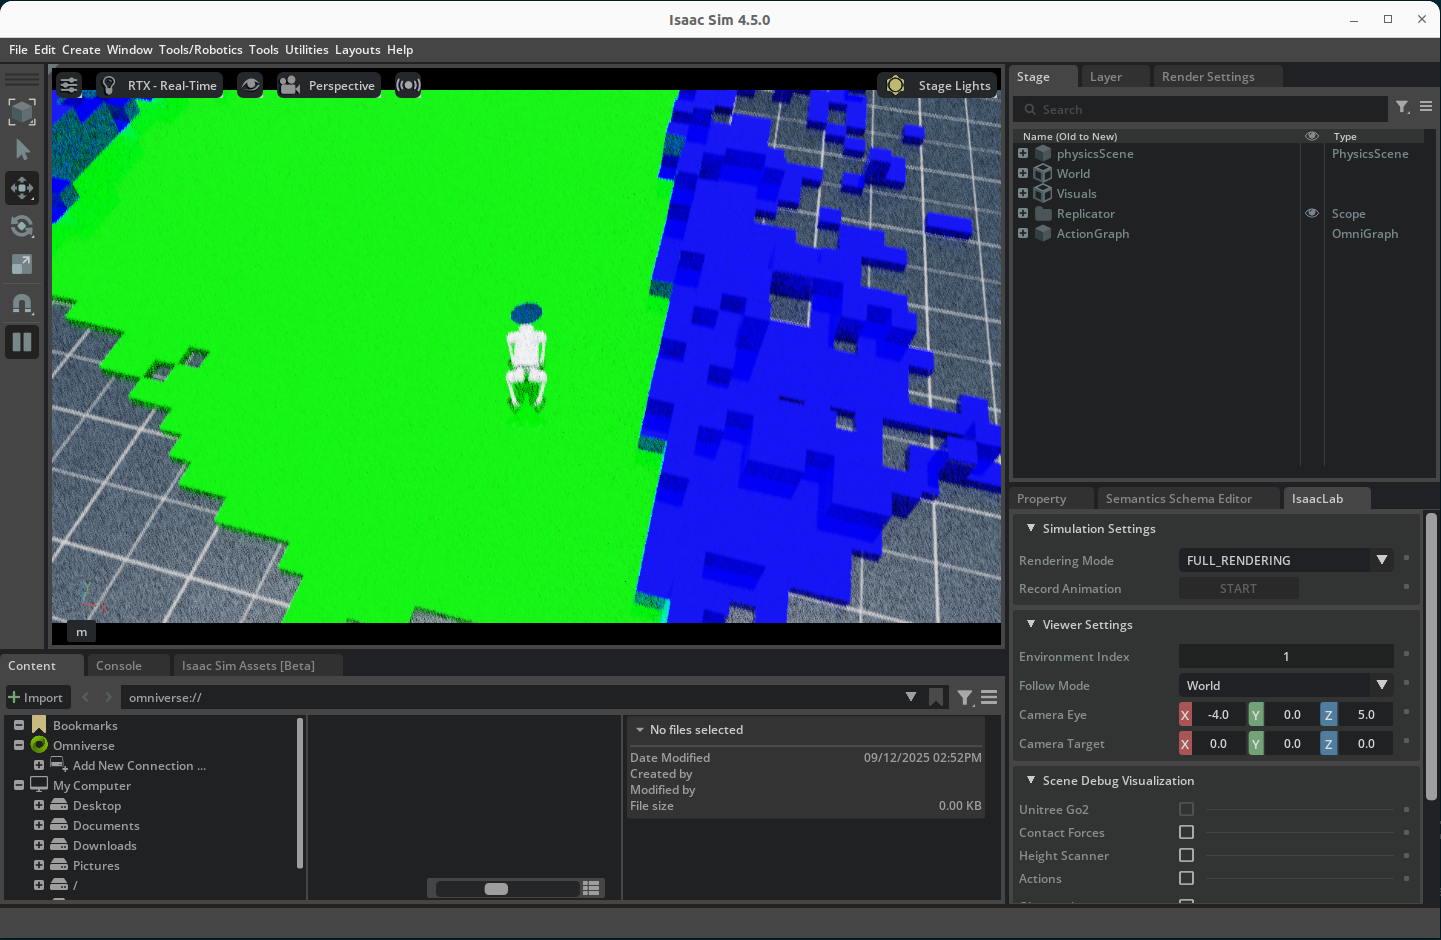 Isaac Sim 4.5.0
File Edit Create Window Tools/Robotics Tools Utilities Layouts Help
RTX - Real-Time
Perspective
Stage Lights
m
Stage
Layer
Render Settings
Search
Name (Old to New)
Type
physicsScene
PhysicsScene
World
Visuals
Replicator
Scope
ActionGraph
OmniGraph
Property
Semantics Schema Editor
IsaacLab
Simulation Settings
Rendering Mode
FULL_RENDERING
Record Animation
START
Viewer Settings
Environment Index
1
Follow Mode
World
Camera Eye
X -4.0 Y 0.0 Z 5.0
Camera Target
X 0.0 Y 0.0 Z 0.0
Scene Debug Visualization
Unitree Go2
Contact Forces
Height Scanner
Actions
Content
Console
Isaac Sim Assets [Beta]
Import
omniverse://
Bookmarks
Omniverse
Add New Connection ...
My Computer
Desktop
Documents
Downloads
Pictures
/
No files selected
Date Modified 09/12/2025 02:52PM
Created by
Modified by
File size 0.00 KB